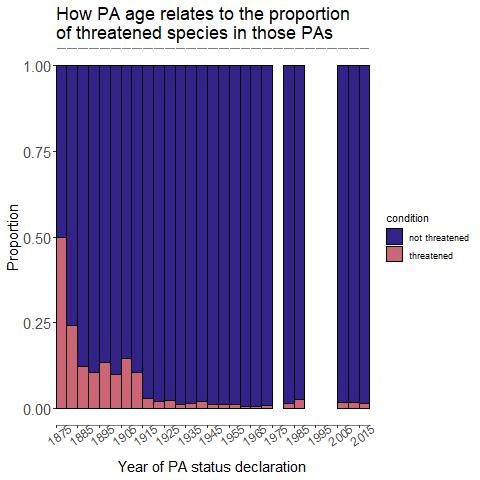 How PA age relates to the proportion
of threatened species in those PAs
1.00
0.75
0.50
0.25
0.00
Proportion
1875 1885 1895 1905 1915 1925 1935 1945 1955 1965 1975 1985 1995 2005 2015
Year of PA status declaration
condition
not threatened
threatened